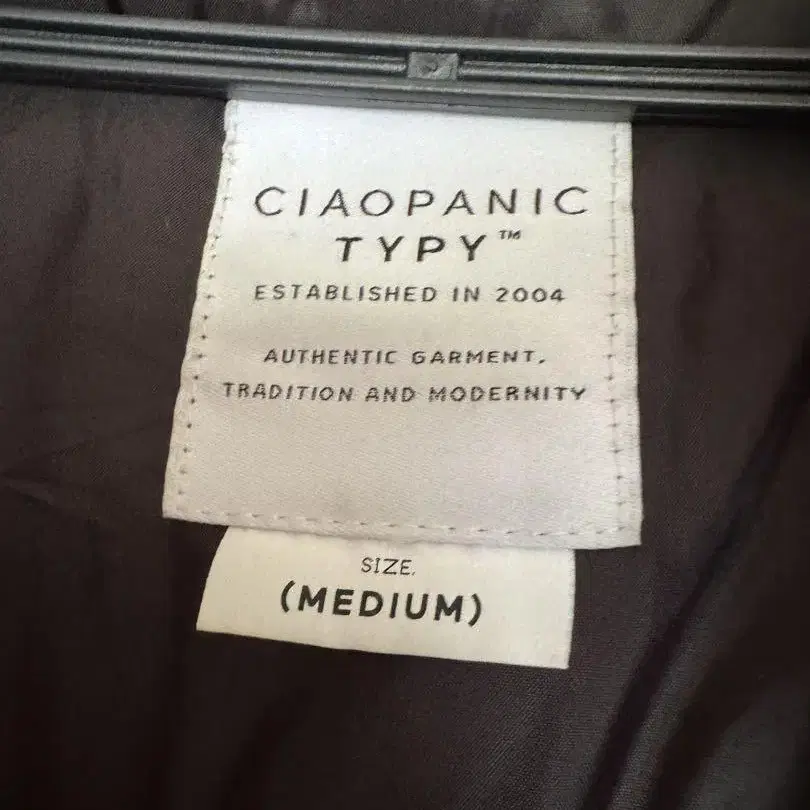 CIAOPANIC
TYPY™
ESTABLISHED IN 2004
AUTHENTIC GARMENT,
TRADITION AND MODERNITY
SIZE.
(MEDIUM)